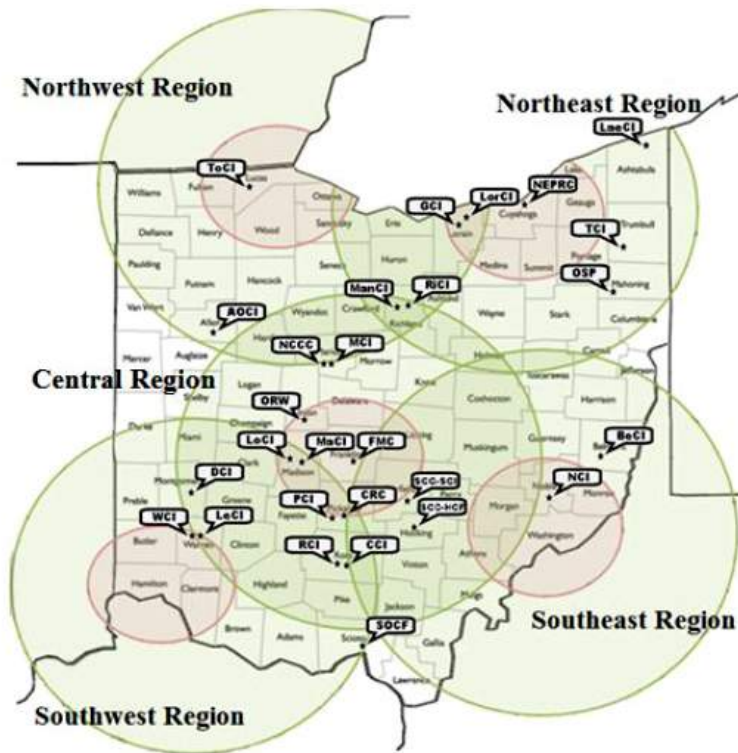 Northwest Region
Northeast Region
LaeCI
Ashtabula
ToCI
Lucas
Lake
Williams
Fulton
Ottawa
NEPRC
LorCI
GCI
Geauga
Cuyahoga
Defiance
Henry
Wood
Sandusky
Erie
Lorain
TCI
Trumbull
Huron
Medina
Summit
Portage
Paulding
Seneca
OSP
Mahoning
Putnam
Hancock
ManCI
RiCI
Ashland
Van Wert
AOCI
Allen
Wyandot
Crawford
Richland
Wayne
Stark
Columbiana
NCCC
MCI
Mercer
Auglaize
Morrow
Holmes
Carroll
Central Region
Logan
Knox
Tuscarawas
Jefferson
Shelby
ORW
Delaware
Coshocton
Harrison
Darke
Champaign
Miami
LoCI
MaCI
FMC
Licking
Muskingum
Guernsey
BeCI
Clark
Franklin
Madison
DCI
Montgomery
SCC-SCI
NCI
Preble
Greene
PCI
CRC
Perry
Noble
Monroe
Fayette
SCC-HCF
Morgan
WCI
LeCI
Hocking
Washington
Butler
Warren
Clinton
RCI
CCI
Athens
Ross
Vinton
Hamilton
Clermont
Highland
Pike
Meigs
Jackson
Southeast Region
Brown
Adams
SOCF
Scioto
Gallia
Lawrence
Southwest Region